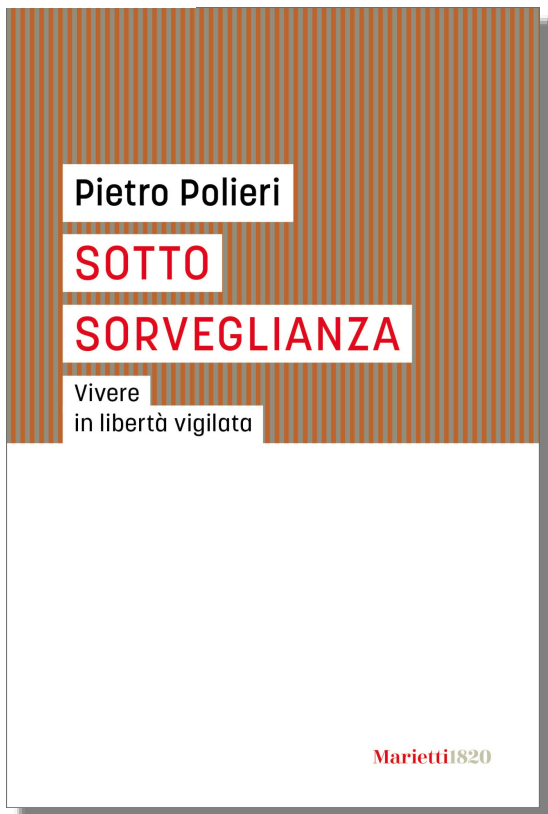 Pietro Polieri
SOTTO
SORVEGLIANZA
Vivere
in libertà vigilata
Marietti1820